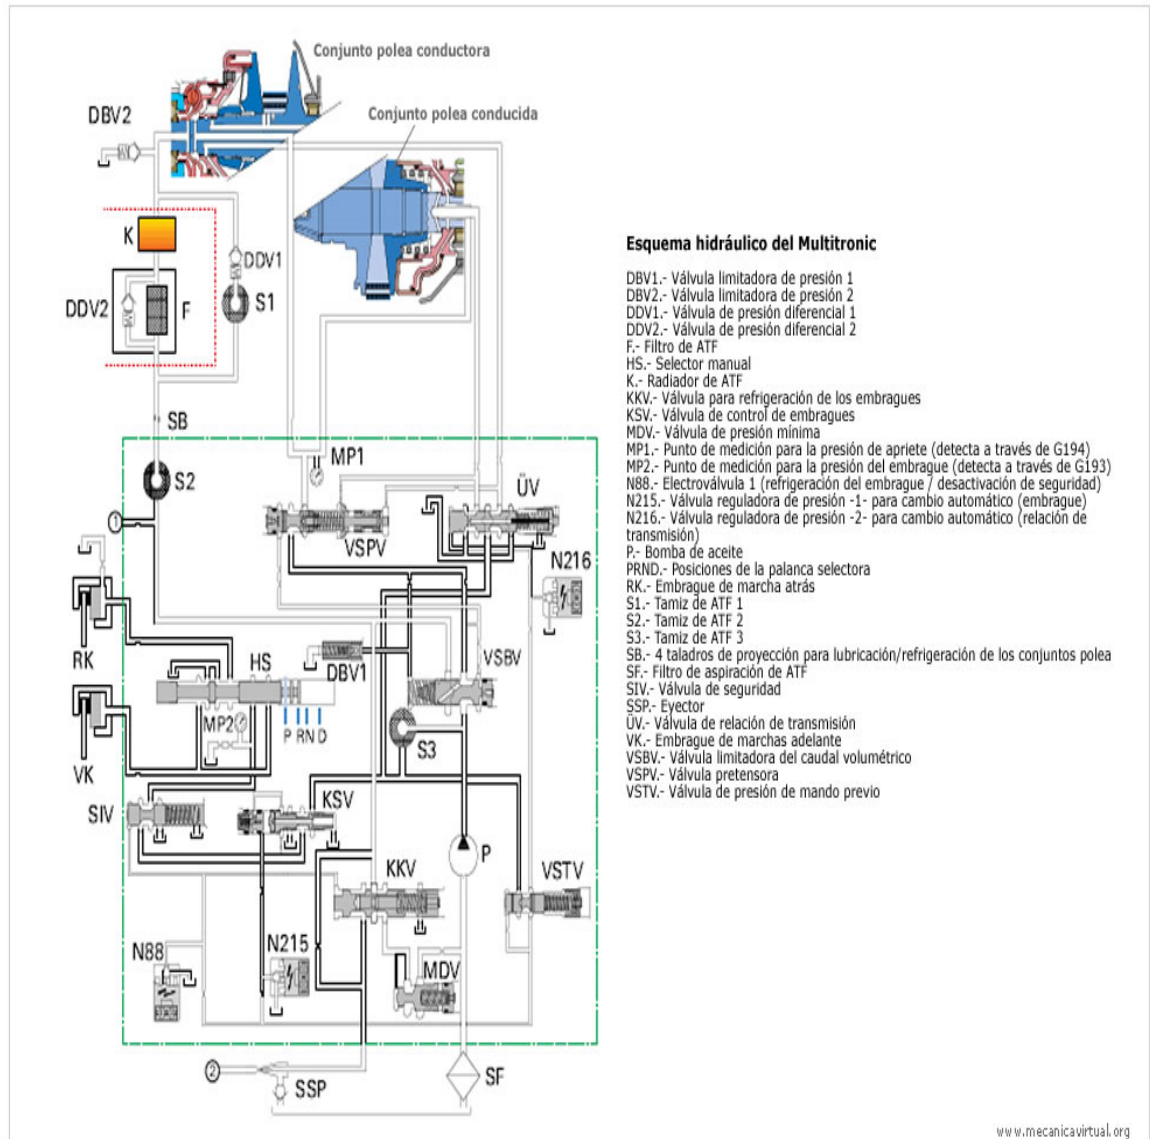 Conjunto polea conductora
DBV2
Conjunto polea conducida
K
DDV1
DDV2
F
S1
SB
MP1
S2
ÜV
1
VSPV
N216
RK
HS
DBV1
VSBV
MP2
P RN D
S3
VK
SIV
KSV
P
KKV
VSTV
N88
N215
MDV
2
SSP
SF
Esquema hidráulico del Multitronic
DBV1.- Válvula limitadora de presión 1
DBV2.- Válvula limitadora de presión 2
DDV1.- Válvula de presión diferencial 1
DDV2.- Válvula de presión diferencial 2
F.- Filtro de ATF
HS.- Selector manual
K.- Radiador de ATF
KKV.- Válvula para refrigeración de los embragues
KSV.- Válvula de control de embragues
MDV.- Válvula de presión mínima
MP1.- Punto de medición para la presión de apriete (detecta a través de G194)
MP2.- Punto de medición para la presión del embrague (detecta a través de G193)
N88.- Electroválvula 1 (refrigeración del embrague / desactivación de seguridad)
N215.- Válvula reguladora de presión -1- para cambio automático (embrague)
N216.- Válvula reguladora de presión -2- para cambio automático (relación de
transmisión)
P.- Bomba de aceite
PRND.- Posiciones de la palanca selectora
RK.- Embrague de marcha atrás
S1.- Tamiz de ATF 1
S2.- Tamiz de ATF 2
S3.- Tamiz de ATF 3
SB.- 4 taladros de proyección para lubricación/refrigeración de los conjuntos polea
SF.- Filtro de aspiración de ATF
SIV.- Válvula de seguridad
SSP.- Eyector
ÜV.- Válvula de relación de transmisión
VK.- Embrague de marchas adelante
VSBV.- Válvula limitadora del caudal volumétrico
VSPV.- Válvula pretensora
VSTV.- Válvula de presión de mando previo
www.mecanicavirtual.org